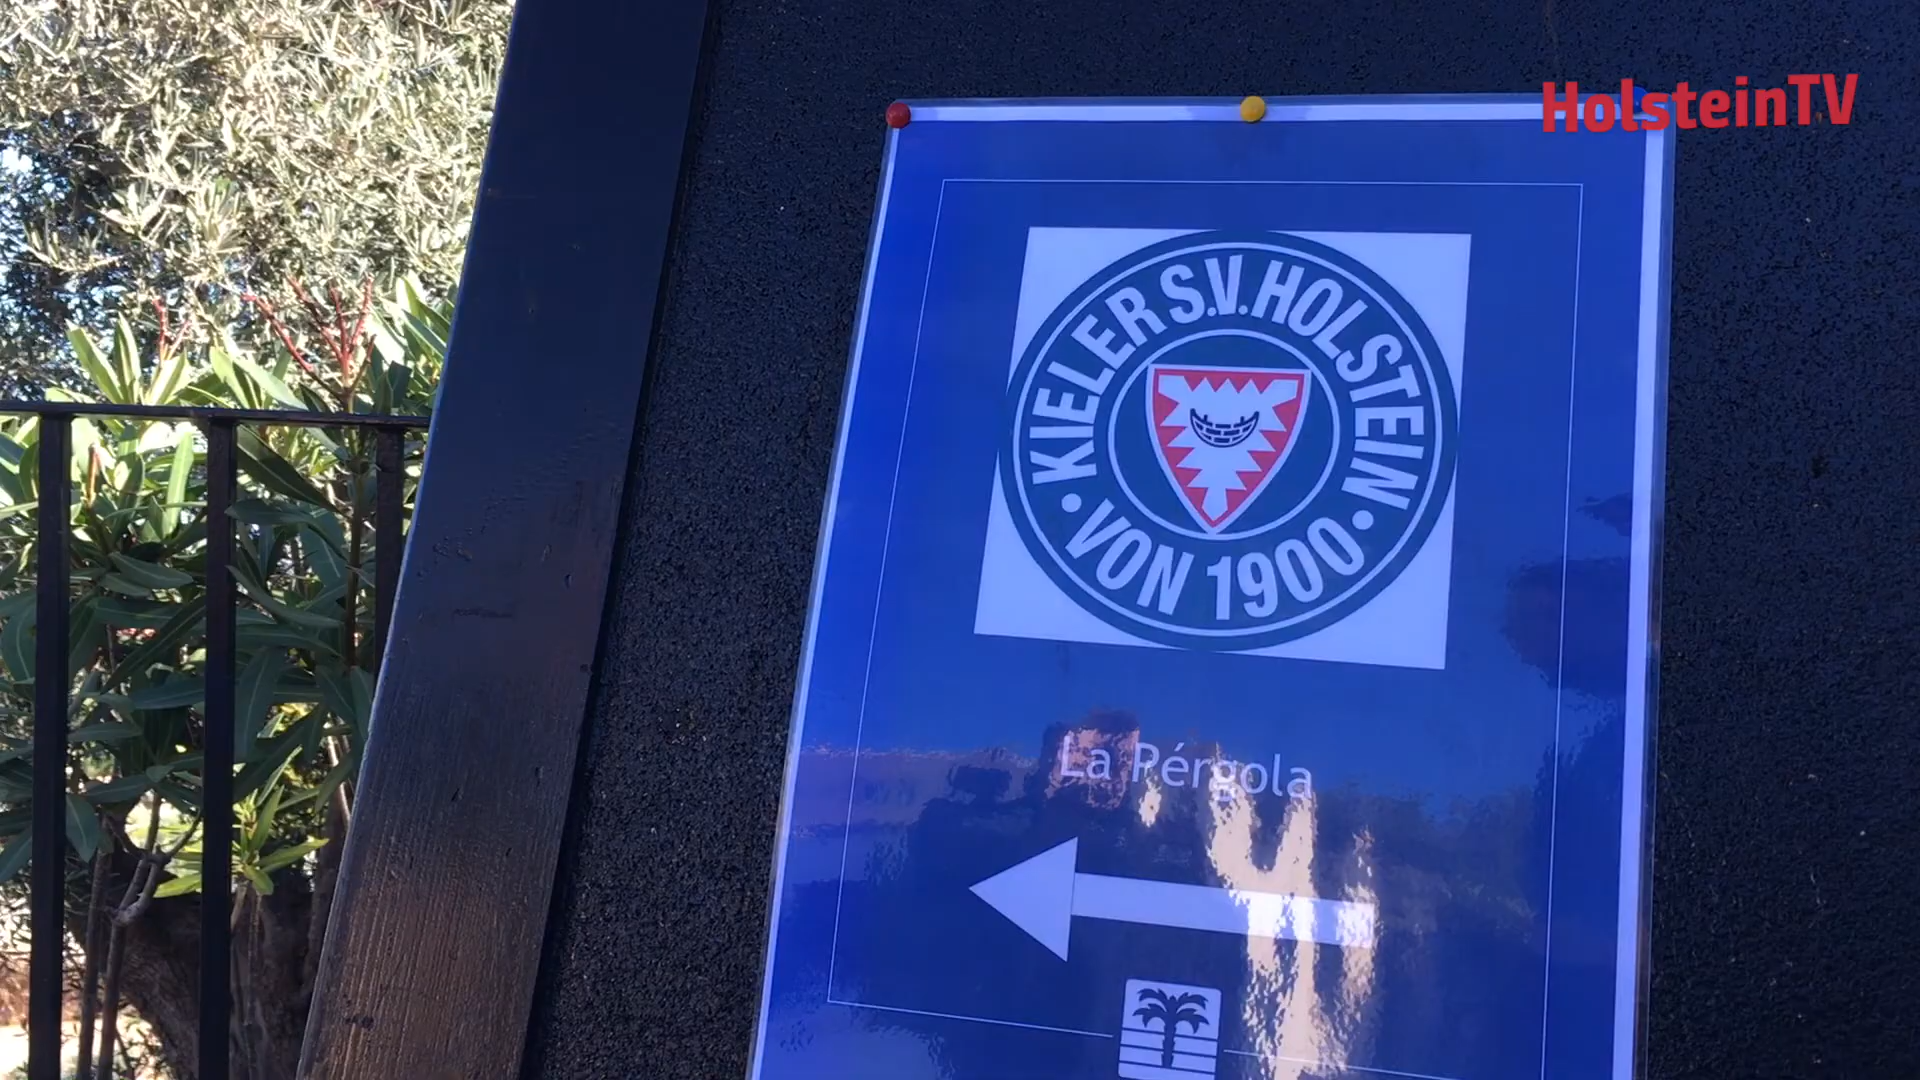 HolsteinTV
KIELER S.V. HOLSTEIN
• VON 1900 •
La Pérgola